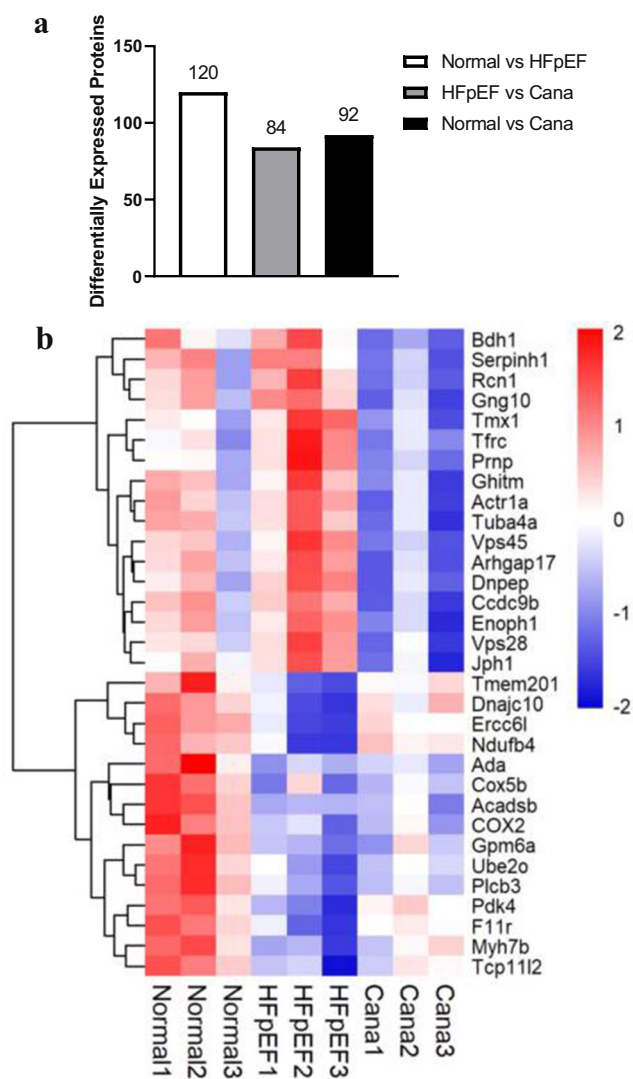 a
Differentially Expressed Proteins
150
100
50
0
120
84
92
Normal vs HFpEF
HFpEF vs Cana
Normal vs Cana
b
Bdh1
Serpinh1
Rcn1
Gng10
Tmx1
Tfrc
Prnp
Ghitm
Actr1a
Tuba4a
Vps45
Arhgap17
Dnpep
Ccdc9b
Enoph1
Vps28
Jph1
Tmem201
Dnajc10
Ercc6l
Ndufb4
Ada
Cox5b
Acadsb
COX2
Gpm6a
Ube2o
Plcb3
Pdk4
F11r
Myh7b
Tcp11l2
2
1
0
-1
-2
Normal1
Normal2
Normal3
HFpEF1
HFpEF2
HFpEF3
Cana1
Cana2
Cana3